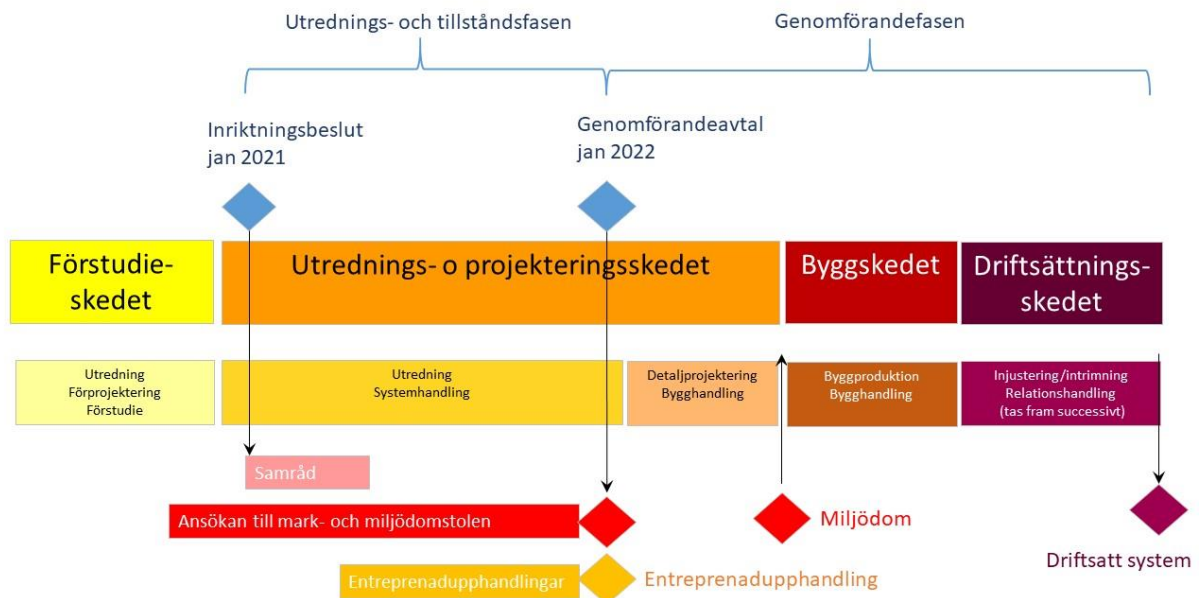 Utrednings- och tillståndsfasen
Genomförandefasen
Inriktningsbeslut
jan 2021
Genomförandeavtal
jan 2022
Förstudie-
skedet
Utrednings- o projekteringsskedet
Byggskedet
Driftsättnings-
skedet
Utredning
Förprojektering
Förstudie
Utredning
Systemhandling
Detaljprojektering
Bygghandling
Byggproduktion
Bygghandling
Injustering/intrimning
Relationshandling
(tas fram successivt)
Samråd
Ansökan till mark- och miljödomstolen
Miljödom
Driftsatt system
Entreprenadupphandlingar
Entreprenadupphandling